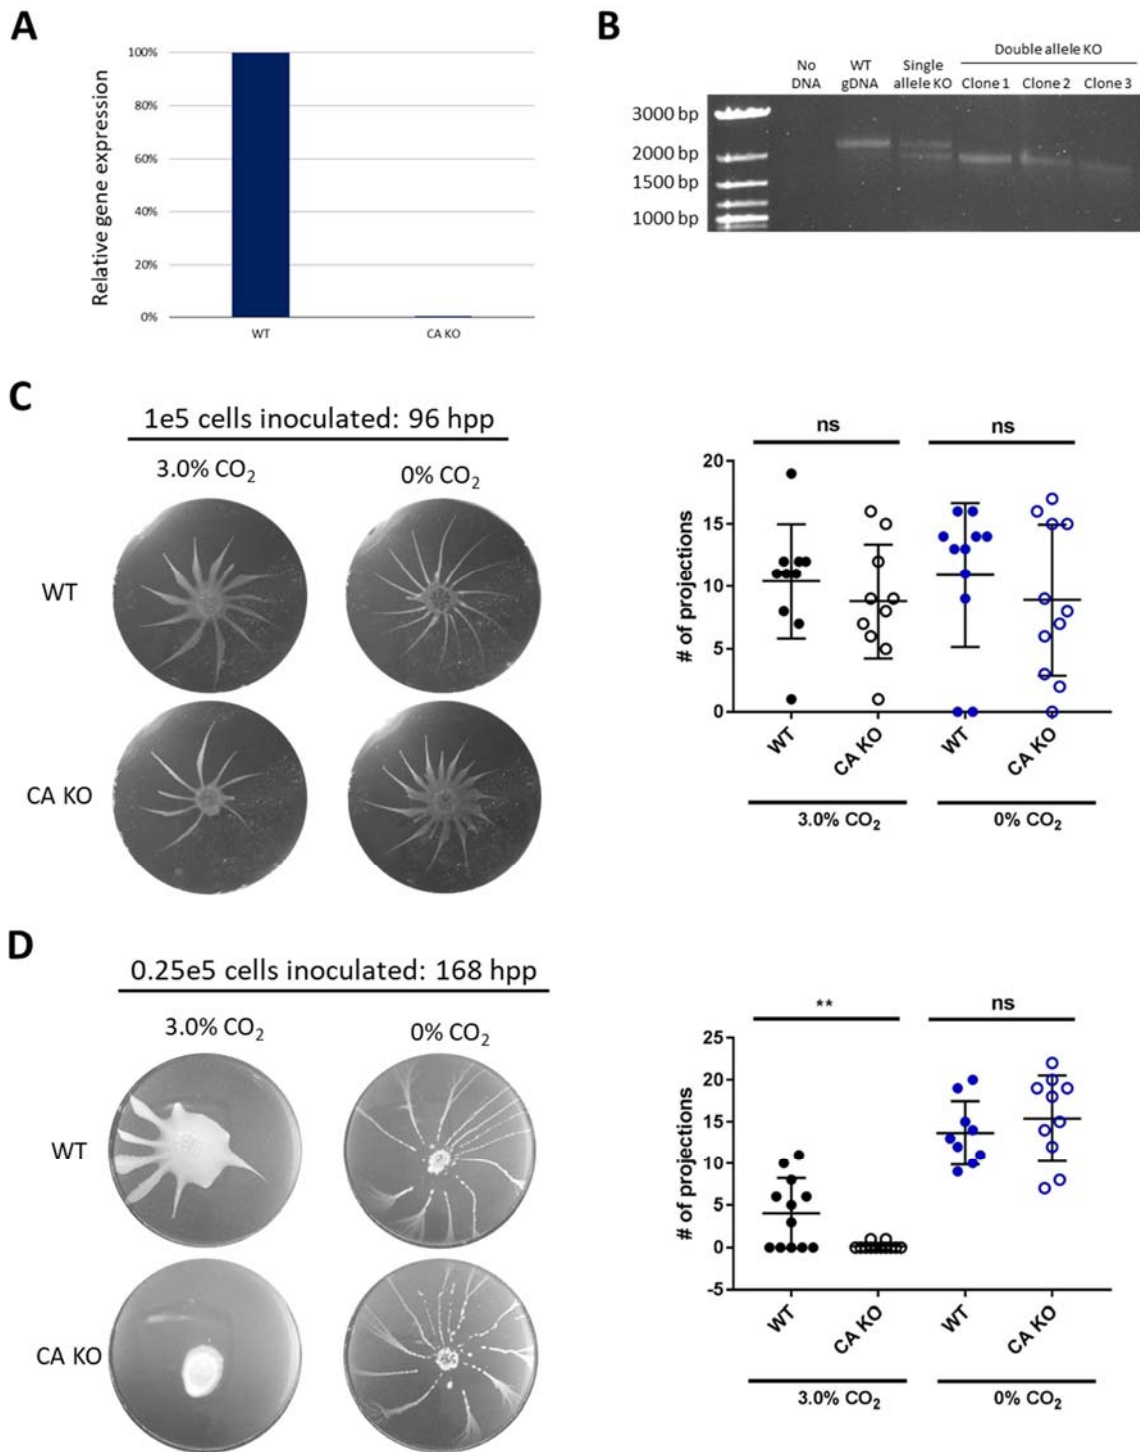 A
Relative gene expression
100%
80%
60%
40%
20%
0%
WT
CA KO
B
Double allele KO
No DNA
WT gDNA
Single allele KO
Clone 1
Clone 2
Clone 3
3000 bp
2000 bp
1500 bp
1000 bp
C
1e5 cells inoculated: 96 hpp
3.0% CO₂
0% CO₂
WT
CA KO
ns
ns
# of projections
20
15
10
5
0
WT
CA KO
WT
CA KO
3.0% CO₂
0% CO₂
D
0.25e5 cells inoculated: 168 hpp
3.0% CO₂
0% CO₂
WT
CA KO
**
ns
# of projections
25
20
15
10
5
0
-5
WT
CA KO
WT
CA KO
3.0% CO₂
0% CO₂